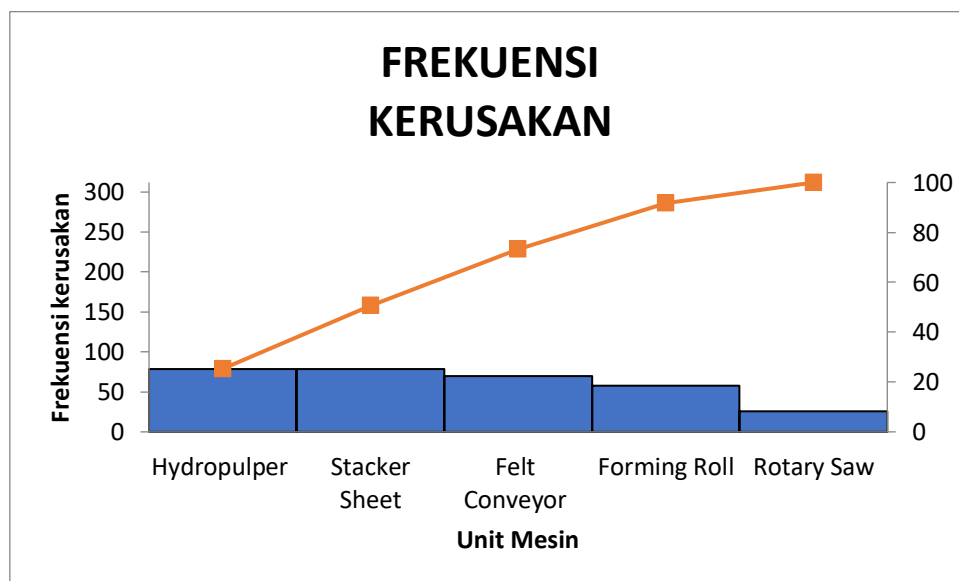 FREKUENSI
KERUSAKAN
Frekuensi kerusakan
300
250
200
150
100
50
0
100
80
60
40
20
0
Hydropulper
Stacker
Sheet
Felt
Conveyor
Forming Roll
Rotary Saw
Unit Mesin